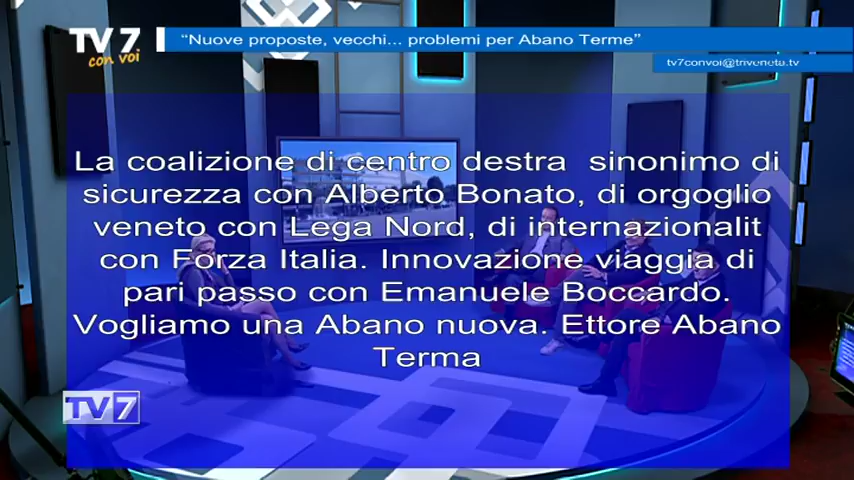 TV7
con voi
"Nuove proposte, vecchi... problemi per Abano Terme"
tv7convoi@triveneta.tv
La coalizione di centro destra sinonimo di
sicurezza con Alberto Bonato, di orgoglio
veneto con Lega Nord, di internazionalit
con Forza Italia. Innovazione viaggia di
pari passo con Emanuele Boccardo.
Vogliamo una Abano nuova. Ettore Abano
Terma
TV7